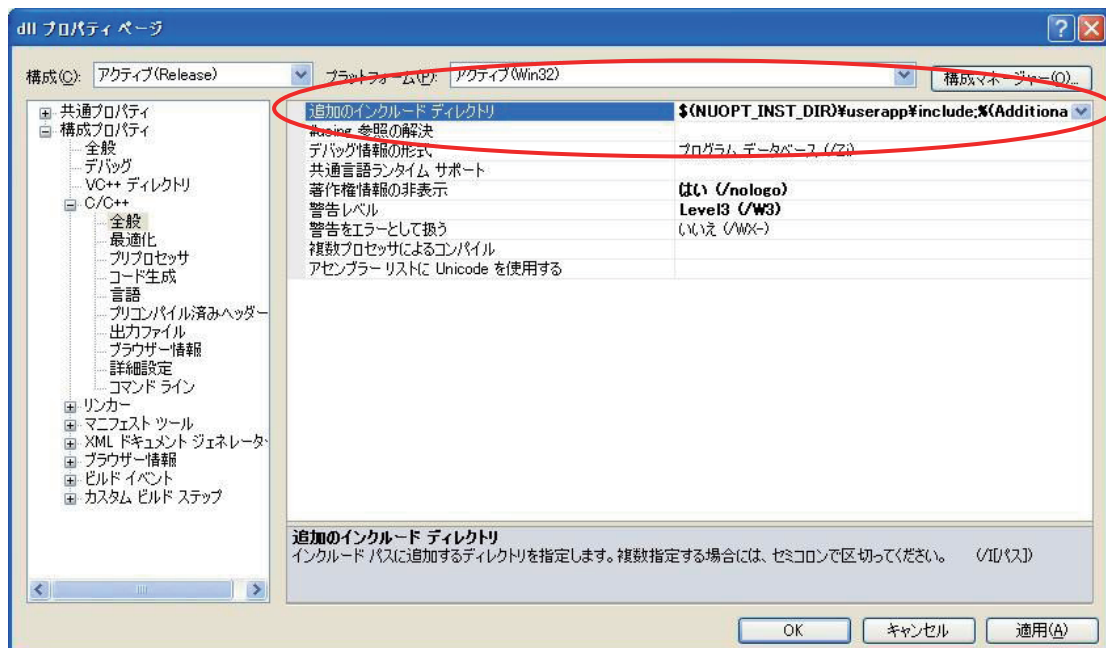 dll プロパティ ページ
構成(C): アクティブ(Release) プラットフォーム(P): アクティブ(Win32) 構成マネージャー(O)...
共通プロパティ
構成プロパティ
全般
デバッグ
VC++ ディレクトリ
C/C++
全般
最適化
プリプロセッサ
コード生成
言語
プリコンパイル済みヘッダー
出力ファイル
ブラウザー情報
詳細設定
コマンド ライン
リンカー
マニフェスト ツール
XML ドキュメント ジェネレータ
ブラウザー情報
ビルド イベント
カスタム ビルド ステップ
追加のインクルード ディレクトリ $(NUOPT_INST_DIR)¥userapp¥include;%(Additiona
#using 参照の解決
デバッグ情報の形式 プログラム データベース (/Zi)
共通言語ランタイム サポート
著作権情報の非表示 はい (/nologo)
警告レベル Level3 (/W3)
警告をエラーとして扱う いいえ (/WX-)
複数プロセッサによるコンパイル
アセンブラー リストに Unicode を使用する
追加のインクルード ディレクトリ
インクルード パスに追加するディレクトリを指定します。複数指定する場合には、セミコロンで区切ってください。 (/I[パス])
OK キャンセル 適用(A)